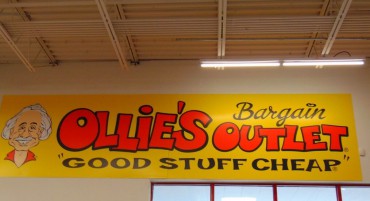 Bargain
OLLIE'S OUTLET
"GOOD STUFF CHEAP"